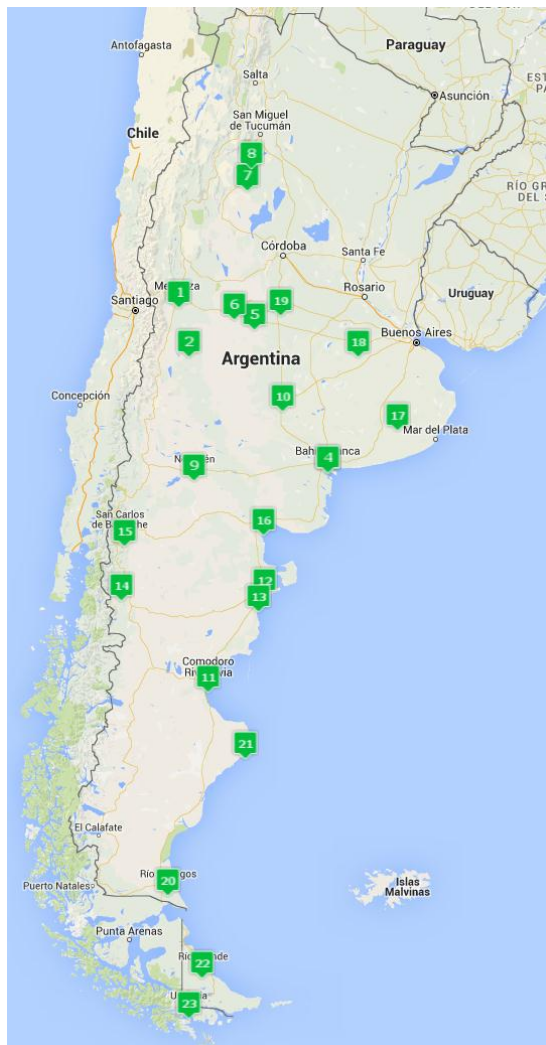 DEL SUR
Antofagasta
Paraguay
Salta
Asunción
San Miguel
de Tucumán
Chile
8
7
RÍO GR
DEL S
Córdoba
Santa Fe
1
6
5
19
Rosario
Uruguay
Santiago
2
18
Buenos Aires
Argentina
Concepción
10
17
Mar del Plata
4
9
San Carlos
16
15
12
14
13
Comodoro
11
21
El Calafate
20
Puerto Natales
Islas
Malvinas
Punta Arenas
22
23